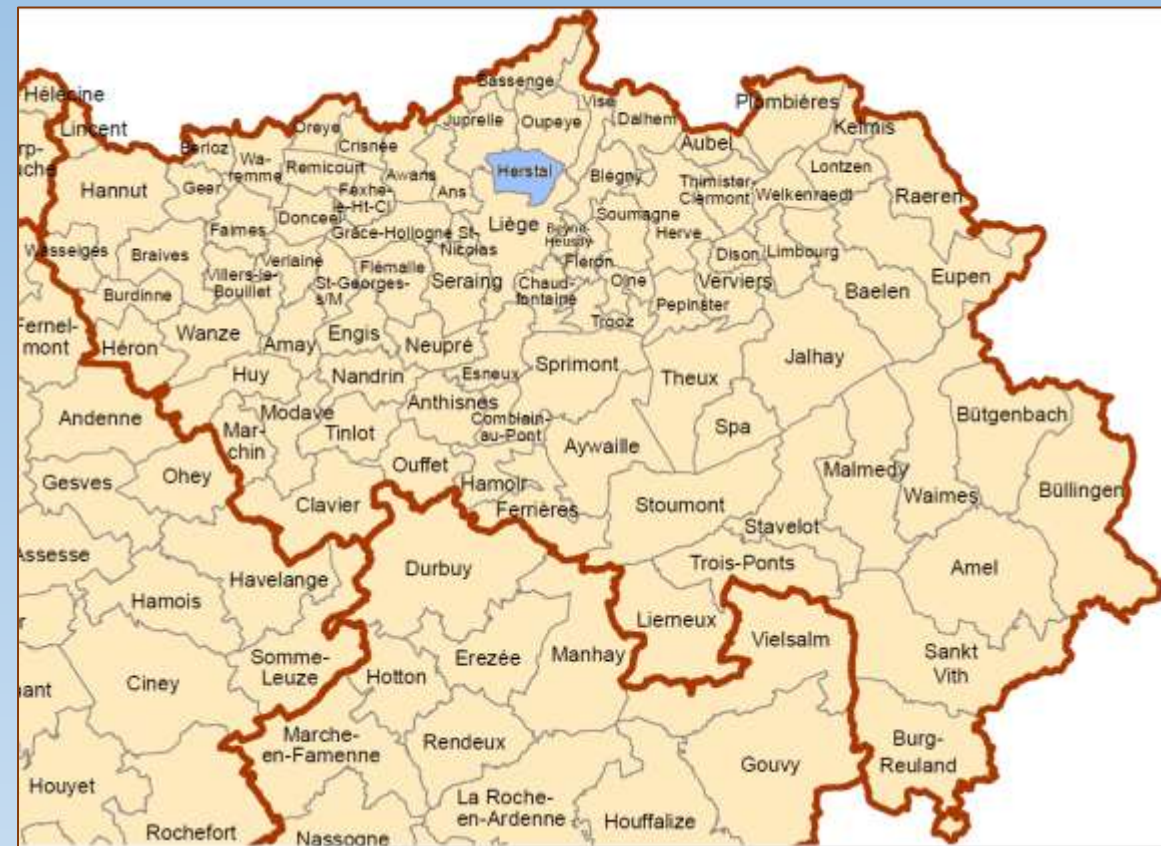 Bassenge
Hélécine
Visé
Plombières
Juprelle
Oupeye
Dalhem
Lincent
Oreye
Kelmis
Crisnée
Aubel
Berloz
Wa-
remme
Remicourt
Awans
Ans
Herstal
Blégny
Lontzen
Hannut
Geer
Fexhe-
le-Ht-Cl
Thimister-
Clermont
Welkenraedt
Raeren
Donceel
Soumagne
Faimes
Grâce-Hollogne
St-
Nicolas
Liège
Beyne-
Heusay
Herve
Wasseiges
Braives
Verlaine
Flémalle
Fléron
Dison
Limbourg
Villers-le-
Bouillet
St-Georges-
s/M
Seraing
Chaud-
fontaine
Olne
Verviers
Eupen
Burdinne
Pepinster
Baelen
Trooz
Fernel-
mont
Héron
Wanze
Amay
Engis
Neupré
Sprimont
Jalhay
Huy
Nandrin
Esneux
Theux
Andenne
Modave
Anthisnes
Comblain-
au-Pont
Bütgenbach
Mar-
chin
Tinlot
Spa
Aywaille
Ouffet
Malmedy
Gesves
Ohey
Hamoir
Waimes
Büllingen
Clavier
Ferrières
Stoumont
Stavelot
Assesse
Havelange
Durbuy
Trois-Ponts
Amel
Hamois
Lierneux
Vielsalm
Somme-
Leuze
Erezée
Manhay
Sankt
Vith
Ciney
Hotton
Marche-
en-Famenne
Rendeux
Burg-
Reuland
Houyet
Gouvy
La Roche-
en-Ardenne
Houffalize
Rochefort
Nassogne